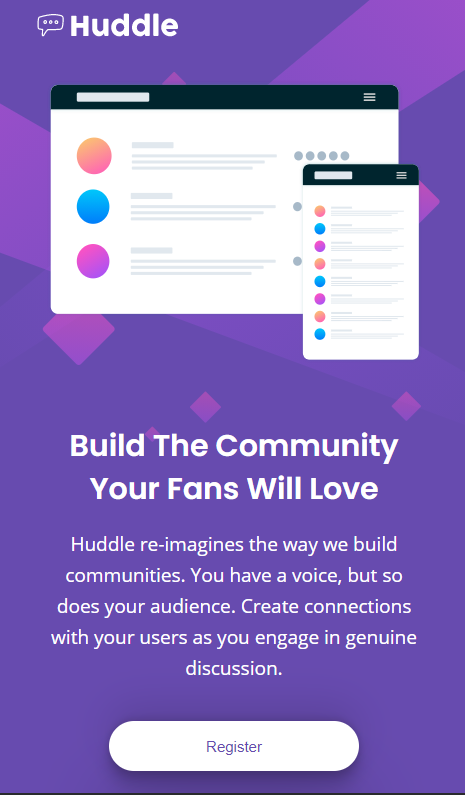 Huddle
Build The Community
Your Fans Will Love
Huddle re-imagines the way we build
communities. You have a voice, but so
does your audience. Create connections
with your users as you engage in genuine
discussion.
Register